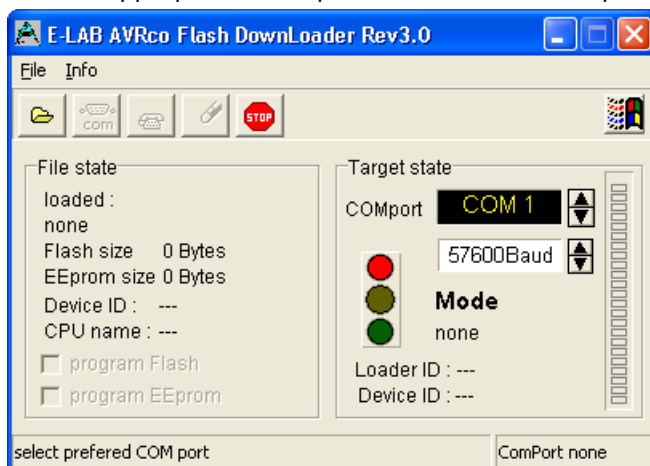 E-LAB AVRco Flash DownLoader Rev3.0
File Info
com
STOP
File state
loaded :
none
Flash size 0 Bytes
EEprom size 0 Bytes
Device ID : ---
CPU name : ---
program Flash
program EEprom
Target state
COMport COM 1
57600Baud
Mode
none
Loader ID : ---
Device ID : ---
select prefered COM port
ComPort none